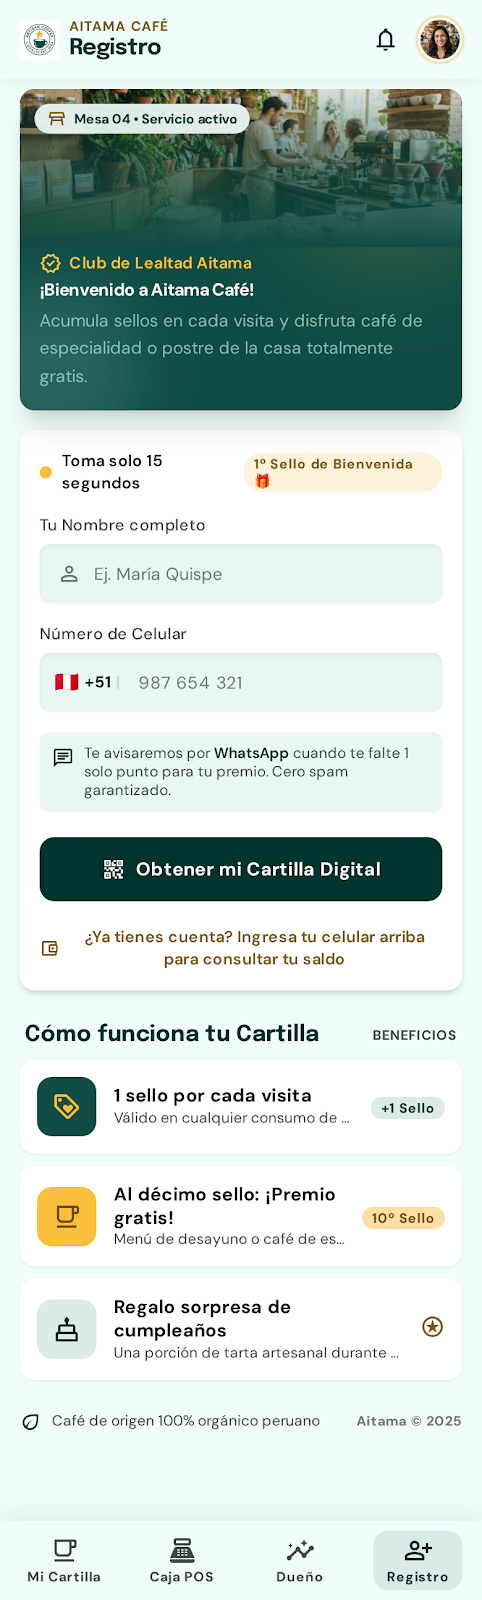 AITAMA CAFÉ
Registro
Mesa 04 • Servicio activo
Club de Lealtad Aitama
¡Bienvenido a Aitama Café!
Acumula sellos en cada visita y disfruta café de
especialidad o postre de la casa totalmente
gratis.
Toma solo 15
segundos
1º Sello de Bienvenida
🎁
Tu Nombre completo
Ej. María Quispe
Número de Celular
🇵🇪 +51
987 654 321
Te avisaremos por WhatsApp cuando te falte 1
solo punto para tu premio. Cero spam
garantizado.
Obtener mi Cartilla Digital
¿Ya tienes cuenta? Ingresa tu celular arriba
para consultar tu saldo
Cómo funciona tu Cartilla
BENEFICIOS
1 sello por cada visita
Válido en cualquier consumo de ...
+1 Sello
Al décimo sello: ¡Premio
gratis!
Menú de desayuno o café de es...
10º Sello
Regalo sorpresa de
cumpleaños
Una porción de tarta artesanal durante ...
Café de origen 100% orgánico peruano
Aitama © 2025
Mi Cartilla
Caja POS
Dueño
Registro